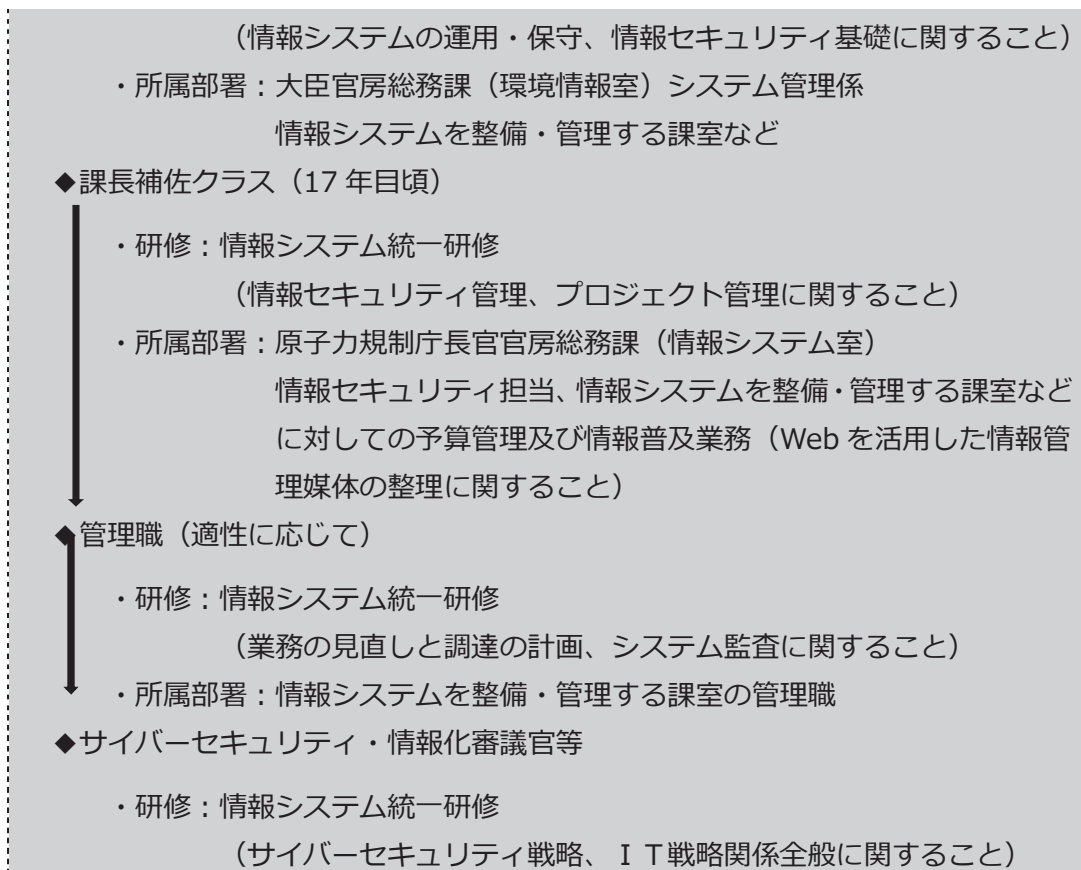 （情報システムの運用・保守、情報セキュリティ基礎に関すること）
・所属部署：大臣官房総務課（環境情報室）システム管理係
情報システムを整備・管理する課室など
◆課長補佐クラス（17 年目頃）
・研修：情報システム統一研修
（情報セキュリティ管理、プロジェクト管理に関すること）
・所属部署：原子力規制庁長官官房総務課（情報システム室）
情報セキュリティ担当、情報システムを整備・管理する課室など
に対しての予算管理及び情報普及業務（Web を活用した情報管
理媒体の整理に関すること）
◆管理職（適性に応じて）
・研修：情報システム統一研修
（業務の見直しと調達の計画、システム監査に関すること）
・所属部署：情報システムを整備・管理する課室の管理職
◆サイバーセキュリティ・情報化審議官等
・研修：情報システム統一研修
（サイバーセキュリティ戦略、ＩＴ戦略関係全般に関すること）